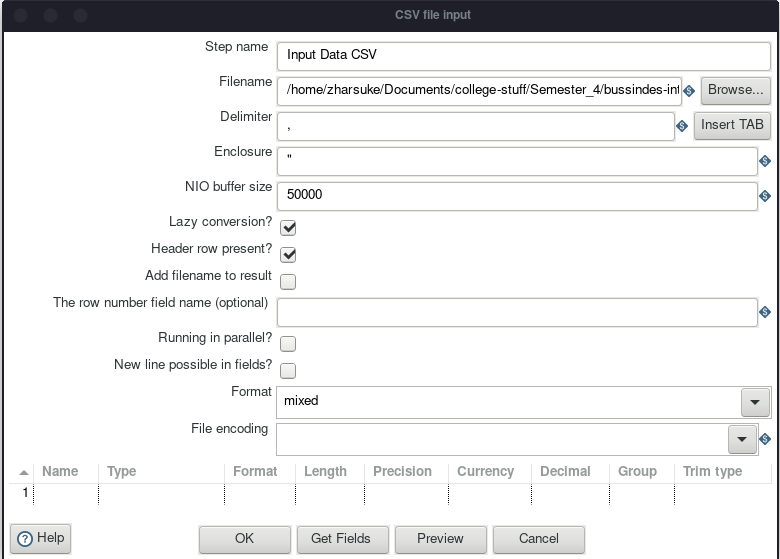 CSV file input
Step name Input Data CSV
Filename /home/zharsuke/Documents/college-stuff/Semester_4/bussindes-int Browse...
Delimiter , Insert TAB
Enclosure "
NIO buffer size 50000
Lazy conversion?
Header row present?
Add filename to result
The row number field name (optional)
Running in parallel?
New line possible in fields?
Format mixed
File encoding
Name Type Format Length Precision Currency Decimal Group Trim type
1
Help OK Get Fields Preview Cancel